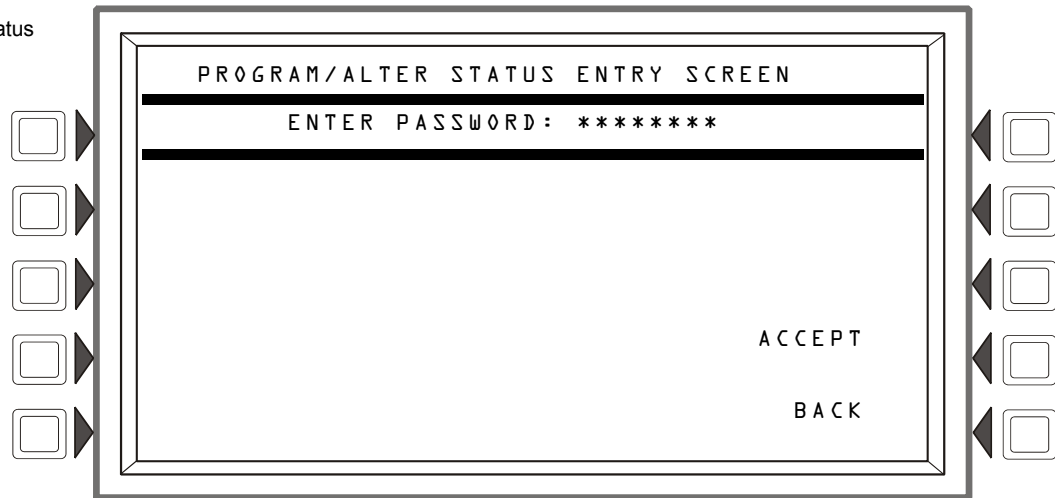 atus
PROGRAM/ALTER STATUS ENTRY SCREEN
ENTER PASSWORD: ********
ACCEPT
BACK